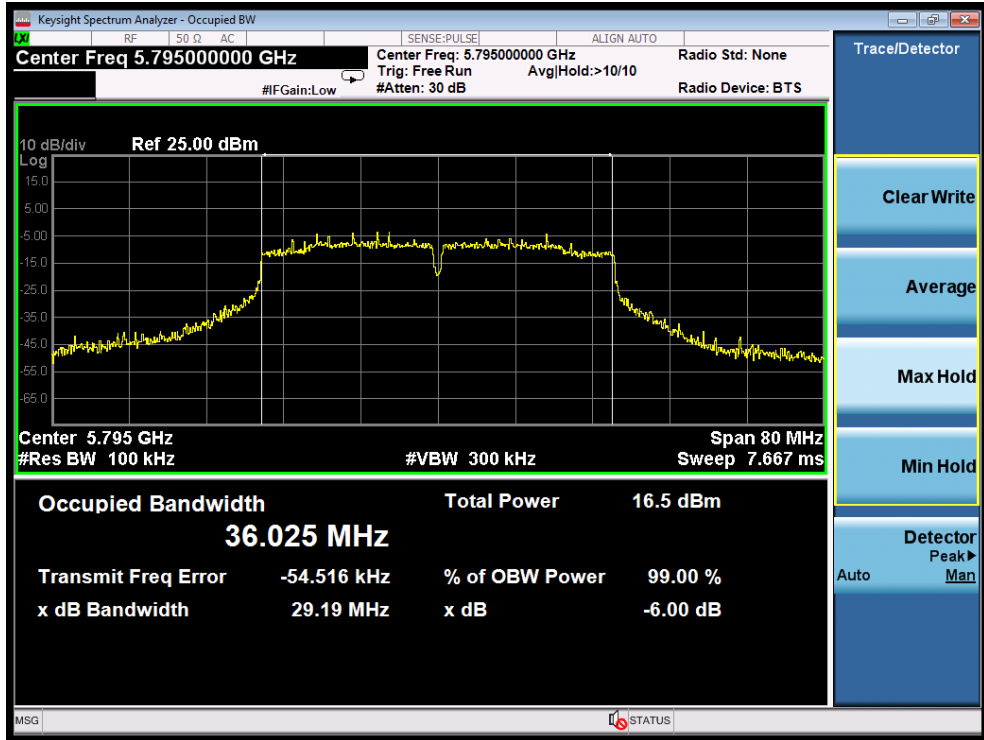 Keysight Spectrum Analyzer - Occupied BW
LXI RF 50 Ω AC SENSE:PULSE ALIGN AUTO
Center Freq 5.795000000 GHz
Center Freq: 5.795000000 GHz Radio Std: None
Trig: Free Run Avg|Hold:>10/10
#IFGain:Low #Atten: 30 dB Radio Device: BTS
10 dB/div Ref 25.00 dBm
Log
15.0
5.00
-5.00
-15.0
-25.0
-35.0
-45.0
-55.0
-65.0
Center 5.795 GHz Span 80 MHz
#Res BW 100 kHz #VBW 300 kHz Sweep 7.667 ms
Occupied Bandwidth Total Power 16.5 dBm
36.025 MHz
Transmit Freq Error -54.516 kHz % of OBW Power 99.00 %
x dB Bandwidth 29.19 MHz x dB -6.00 dB
MSG STATUS
Trace/Detector
Clear Write
Average
Max Hold
Min Hold
Detector
Peak▶
Auto Man